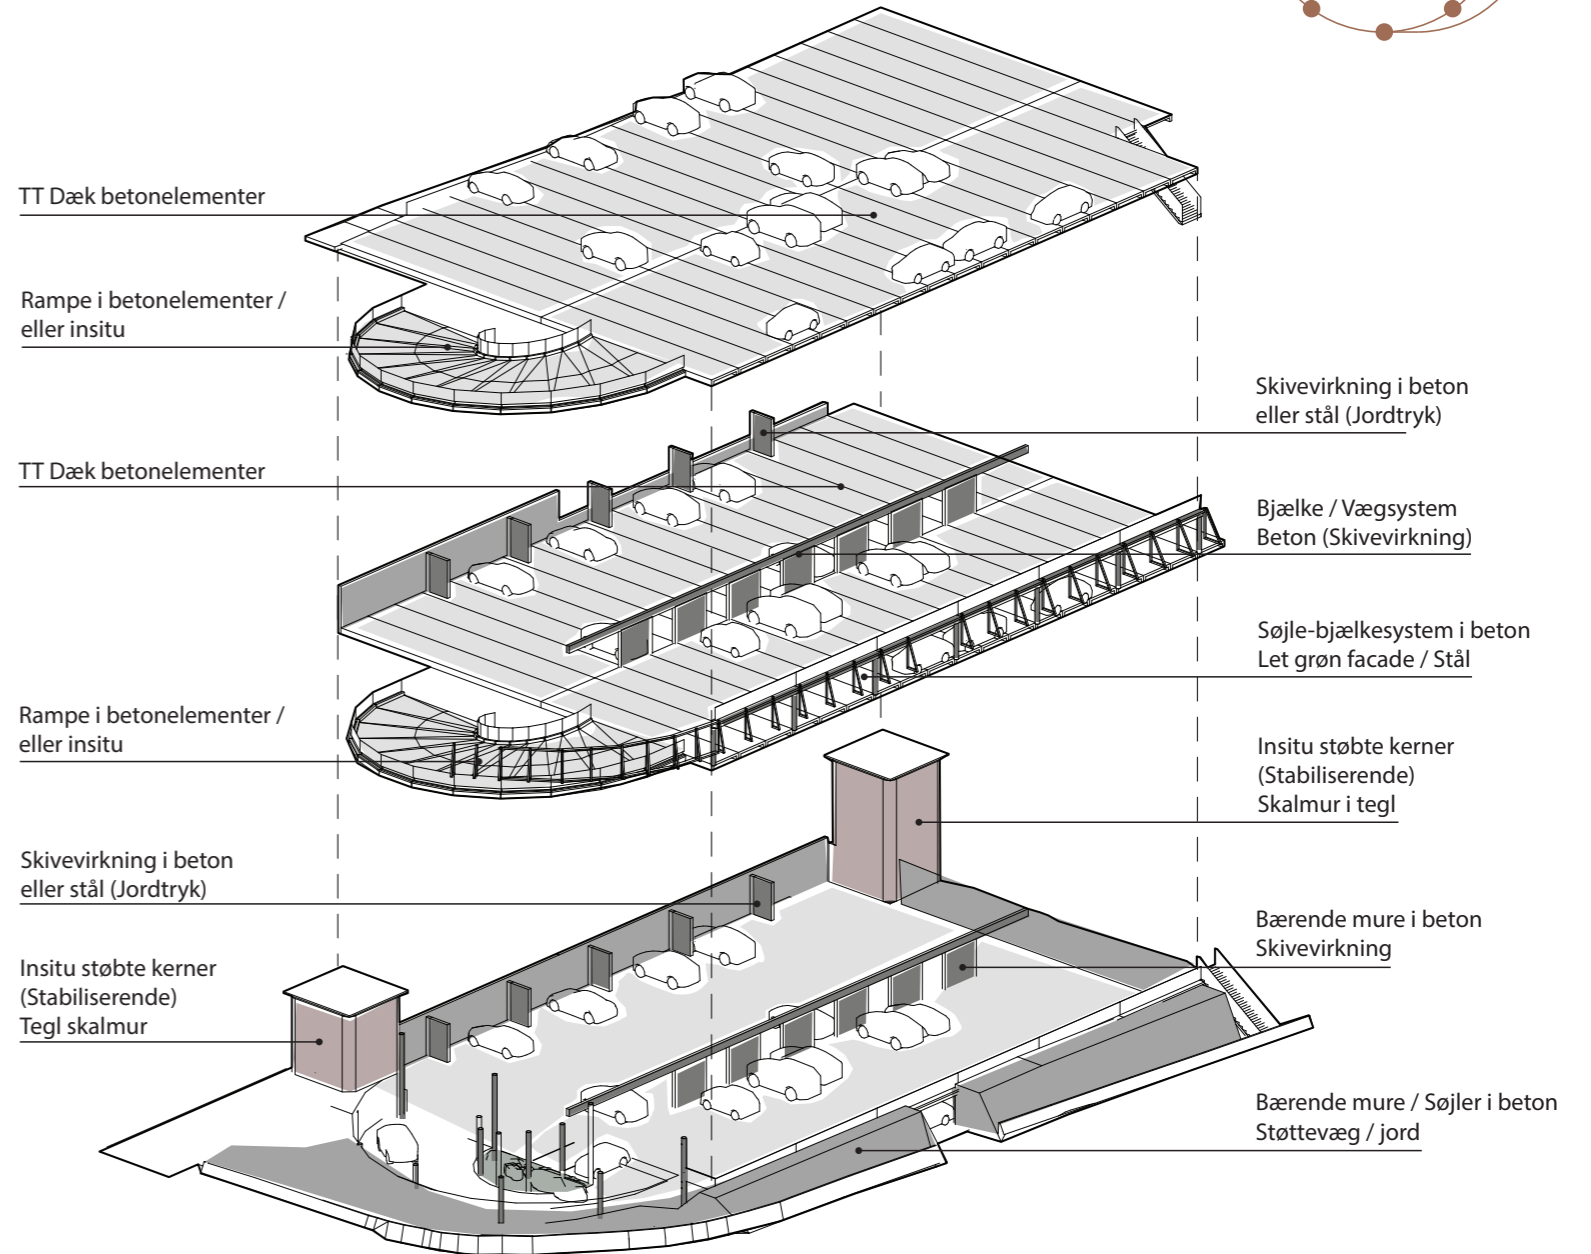 TT Dæk betonelementer
Rampe i betonelementer /
eller insitu
TT Dæk betonelementer
Rampe i betonelementer /
eller insitu
Skivevirkning i beton
eller stål (Jordtryk)
Insitu støbte kerner
(Stabiliserende)
Tegl skalmur
Skivevirkning i beton
eller stål (Jordtryk)
Bjælke / Vægsystem
Beton (Skivevirkning)
Søjle-bjælkesystem i beton
Let grøn facade / Stål
Insitu støbte kerner
(Stabiliserende)
Skalmur i tegl
Bærende mure i beton
Skivevirkning
Bærende mure / Søjler i beton
Støttevæg / jord